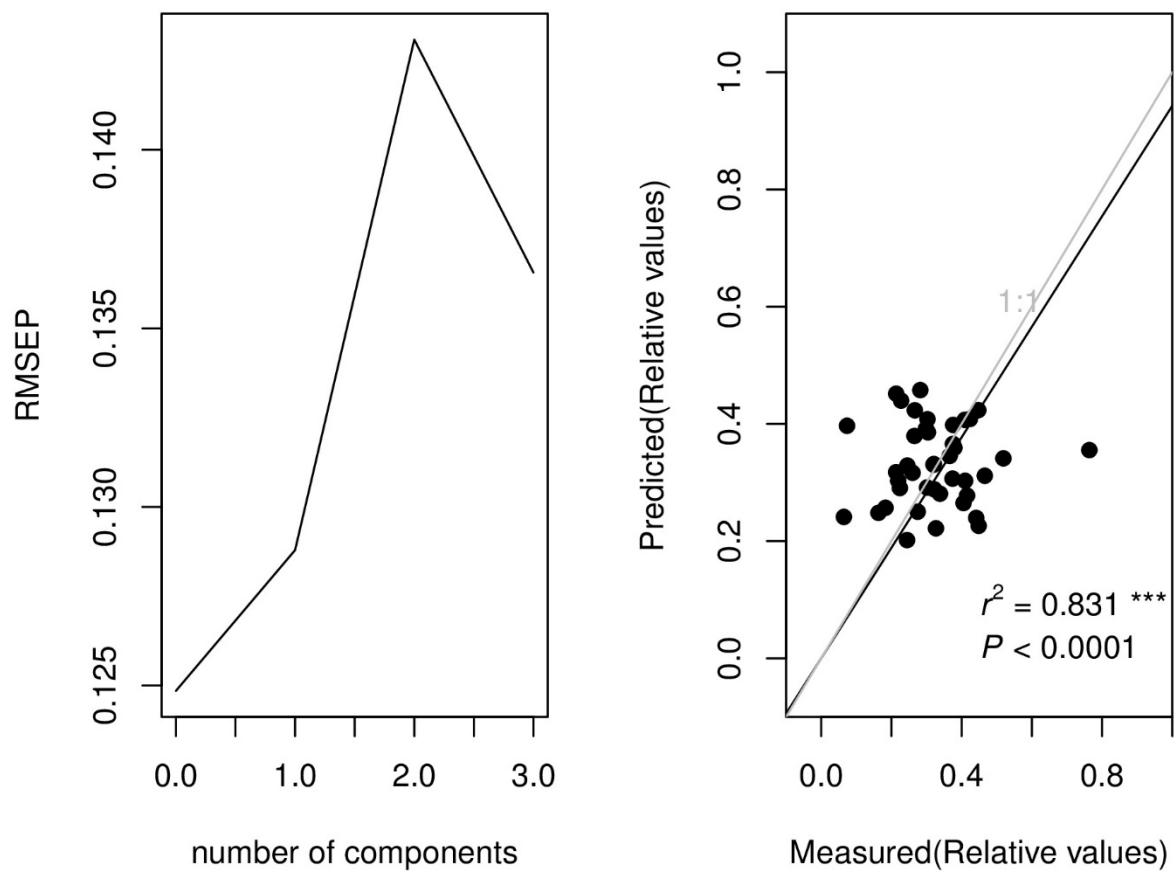 RMSEP
0.140
0.135
0.130
0.125
0.0 1.0 2.0 3.0
number of components
Predicted(Relative values)
1.0
0.8
0.6
0.4
0.2
0.0
1:1
r² = 0.831 ***
P < 0.0001
0.0 0.4 0.8
Measured(Relative values)